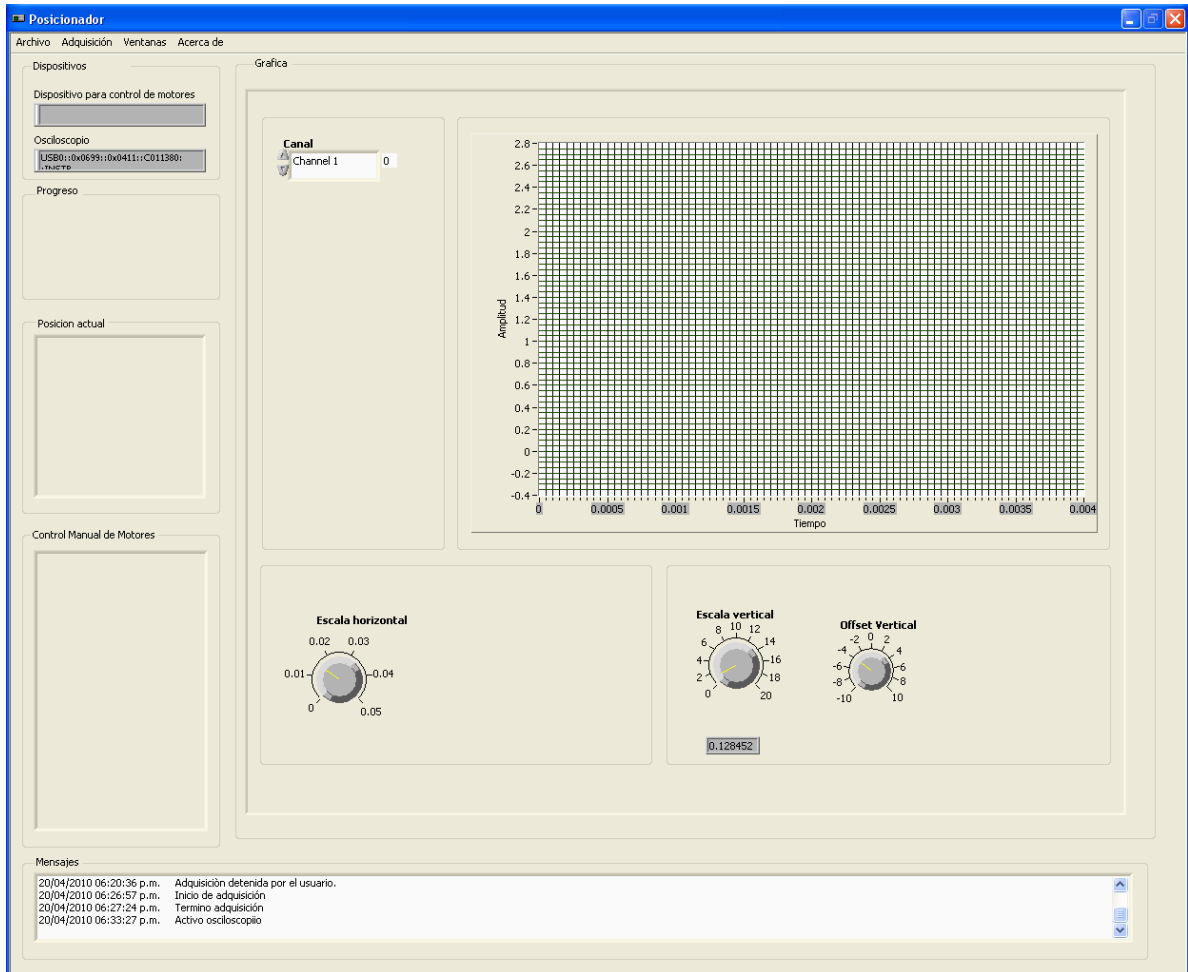 Posicionador
Archivo Adquisición Ventanas Acerca de
Dispositivos
Dispositivo para control de motores
Osciloscopio
USB0::0x0699::0x0411::C011380:
:INSTR
Progreso
Posicion actual
Control Manual de Motores
Grafica
Canal
Channel 1 0
2.8
2.6
2.4
2.2
2
1.8
1.6
1.4
1.2
1
0.8
0.6
0.4
0.2
0
-0.2
-0.4
Amplitud
0 0.0005 0.001 0.0015 0.002 0.0025 0.003 0.0035 0.004
Tiempo
Escala horizontal
0.02 0.03
0.01 0.04
0 0.05
Escala vertical
8 10 12
6 14
4 16
2 18
0 20
0.128452
Offset Vertical
-2 0 2
-4 4
-6 6
-8 8
-10 10
Mensajes
20/04/2010 06:20:36 p.m. Adquisiciòn detenida por el usuario.
20/04/2010 06:26:57 p.m. Inicio de adquisición
20/04/2010 06:27:24 p.m. Termino adquisición
20/04/2010 06:33:27 p.m. Activo osciloscopiio